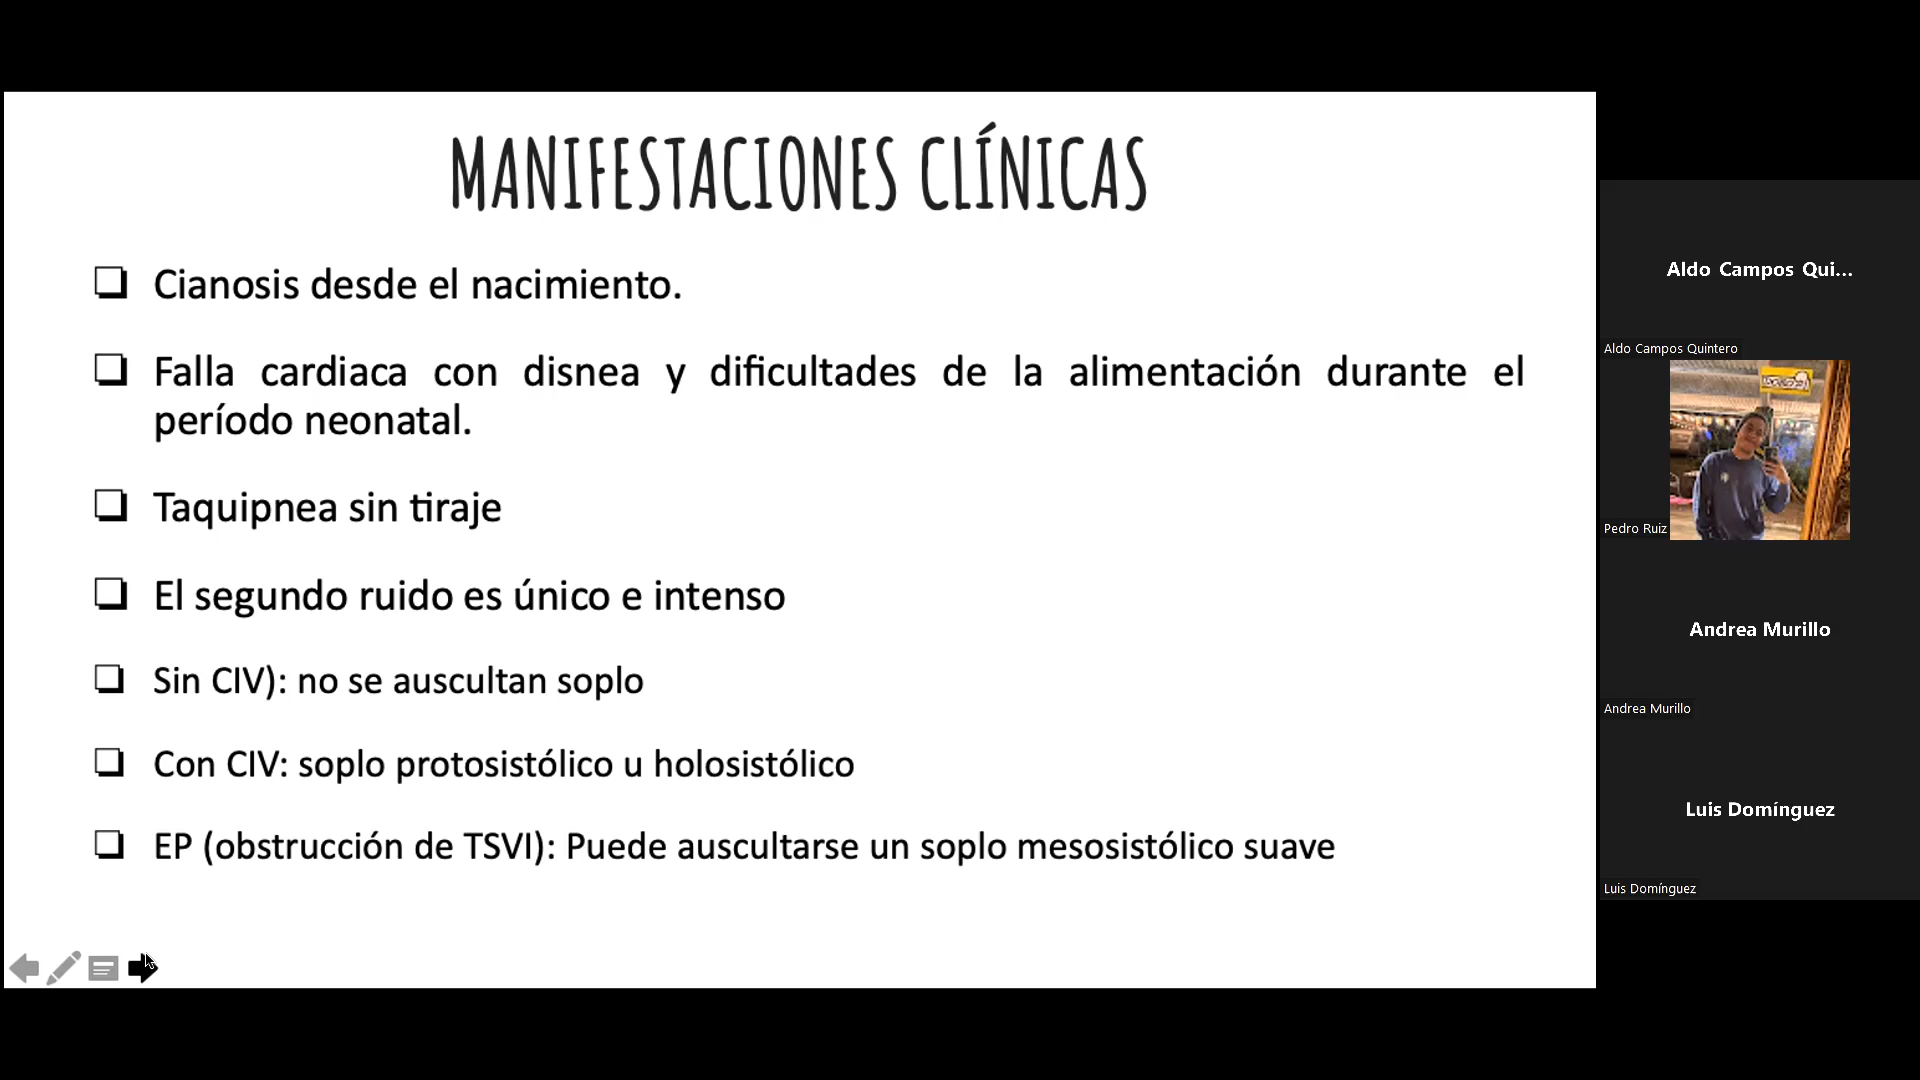 MANIFESTACIONES CLÍNICAS
Cianosis desde el nacimiento.
Falla cardiaca con disnea y dificultades de la alimentación durante el
período neonatal.
Taquipnea sin tiraje
El segundo ruido es único e intenso
Sin CIV): no se auscultan soplo
Con CIV: soplo protosistólico u holosistólico
EP (obstrucción de TSVI): Puede auscultarse un soplo mesosistólico suave
Aldo Campos Qui...
Aldo Campos Quintero
Pedro Ruiz
Andrea Murillo
Andrea Murillo
Luis Domínguez
Luis Domínguez